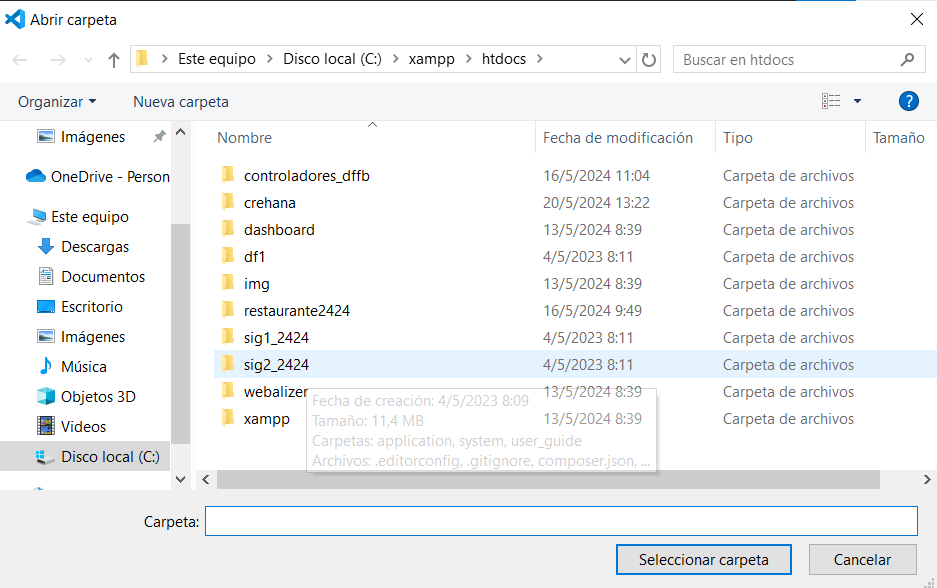 Abrir carpeta
Este equipo > Disco local (C:) > xampp > htdocs >
Buscar en htdocs
Organizar
Nueva carpeta
?
Imágenes
OneDrive - Person
Este equipo
Descargas
Documentos
Escritorio
Imágenes
Música
Objetos 3D
Videos
Disco local (C:)
Nombre Fecha de modificación Tipo Tamaño
controladores_dffb 16/5/2024 11:04 Carpeta de archivos
crehana 20/5/2024 13:22 Carpeta de archivos
dashboard 13/5/2024 8:39 Carpeta de archivos
df1 4/5/2023 8:11 Carpeta de archivos
img 13/5/2024 8:39 Carpeta de archivos
restaurante2424 16/5/2024 9:49 Carpeta de archivos
sig1_2424 4/5/2023 8:11 Carpeta de archivos
sig2_2424 4/5/2023 8:11 Carpeta de archivos
webalizer 13/5/2024 8:39 Carpeta de archivos
xampp 13/5/2024 8:39 Carpeta de archivos
Fecha de creación: 4/5/2023 8:09
Tamaño: 11,4 MB
Carpetas: application, system, user_guide
Archivos: .editorconfig, .gitignore, composer.json, ...
Carpeta:
Seleccionar carpeta
Cancelar